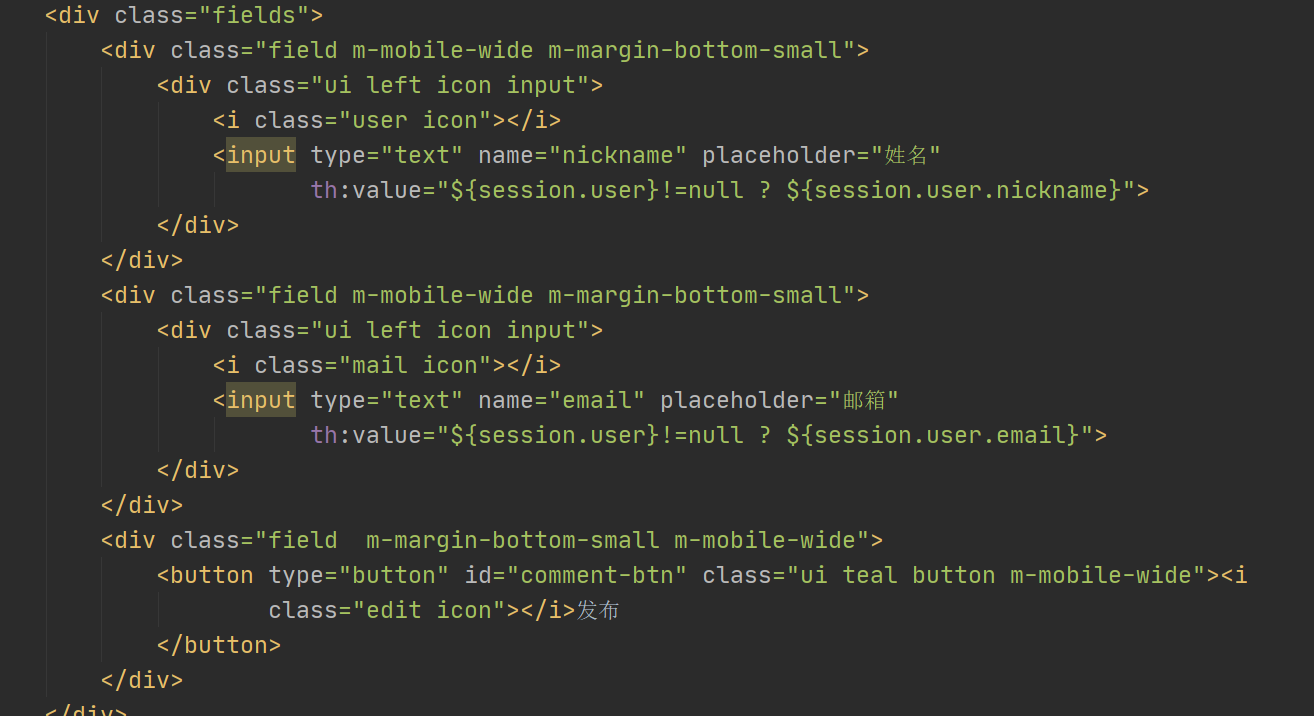 <div class="fields">
<div class="field m-mobile-wide m-margin-bottom-small">
<div class="ui left icon input">
<i class="user icon"></i>
<input type="text" name="nickname" placeholder="姓名"
th:value="${session.user}!=null ? ${session.user.nickname}">
</div>
</div>
<div class="field m-mobile-wide m-margin-bottom-small">
<div class="ui left icon input">
<i class="mail icon"></i>
<input type="text" name="email" placeholder="邮箱"
th:value="${session.user}!=null ? ${session.user.email}">
</div>
</div>
<div class="field  m-margin-bottom-small m-mobile-wide">
<button type="button" id="comment-btn" class="ui teal button m-mobile-wide"><i
class="edit icon"></i>发布
</button>
</div>
</div>